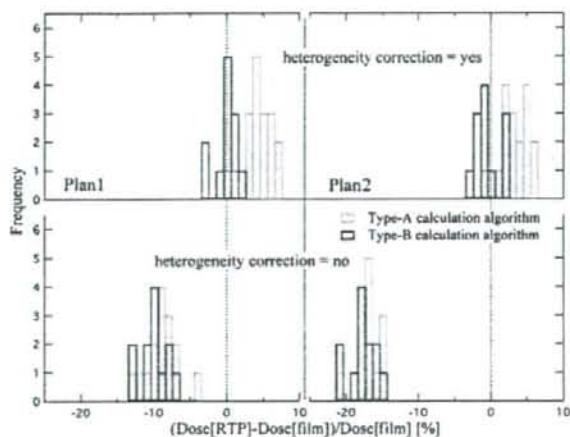 6
5
heterogeneity correction = yes
4
3
2
1
Plan1
Plan2
0
Frequency
6
Type-A calculation algorithm
5
Type-B calculation algorithm
heterogeneity correction = no
4
3
2
1
0
-20 -10 0 10 -20 -10 0 10
(Dose[RTP]-Dose[film])/Dose[film] [%]